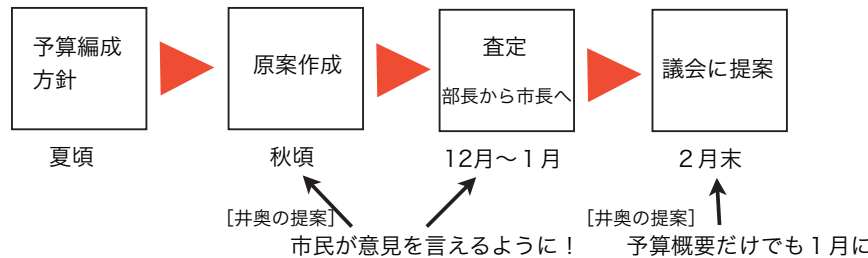 予算編成
方針
原案作成
査定
部長から市長へ
議会に提案
夏頃
秋頃
12月〜1月
2月末
［井奥の提案］
市民が意見を言えるように！
［井奥の提案］
予算概要だけでも1月に